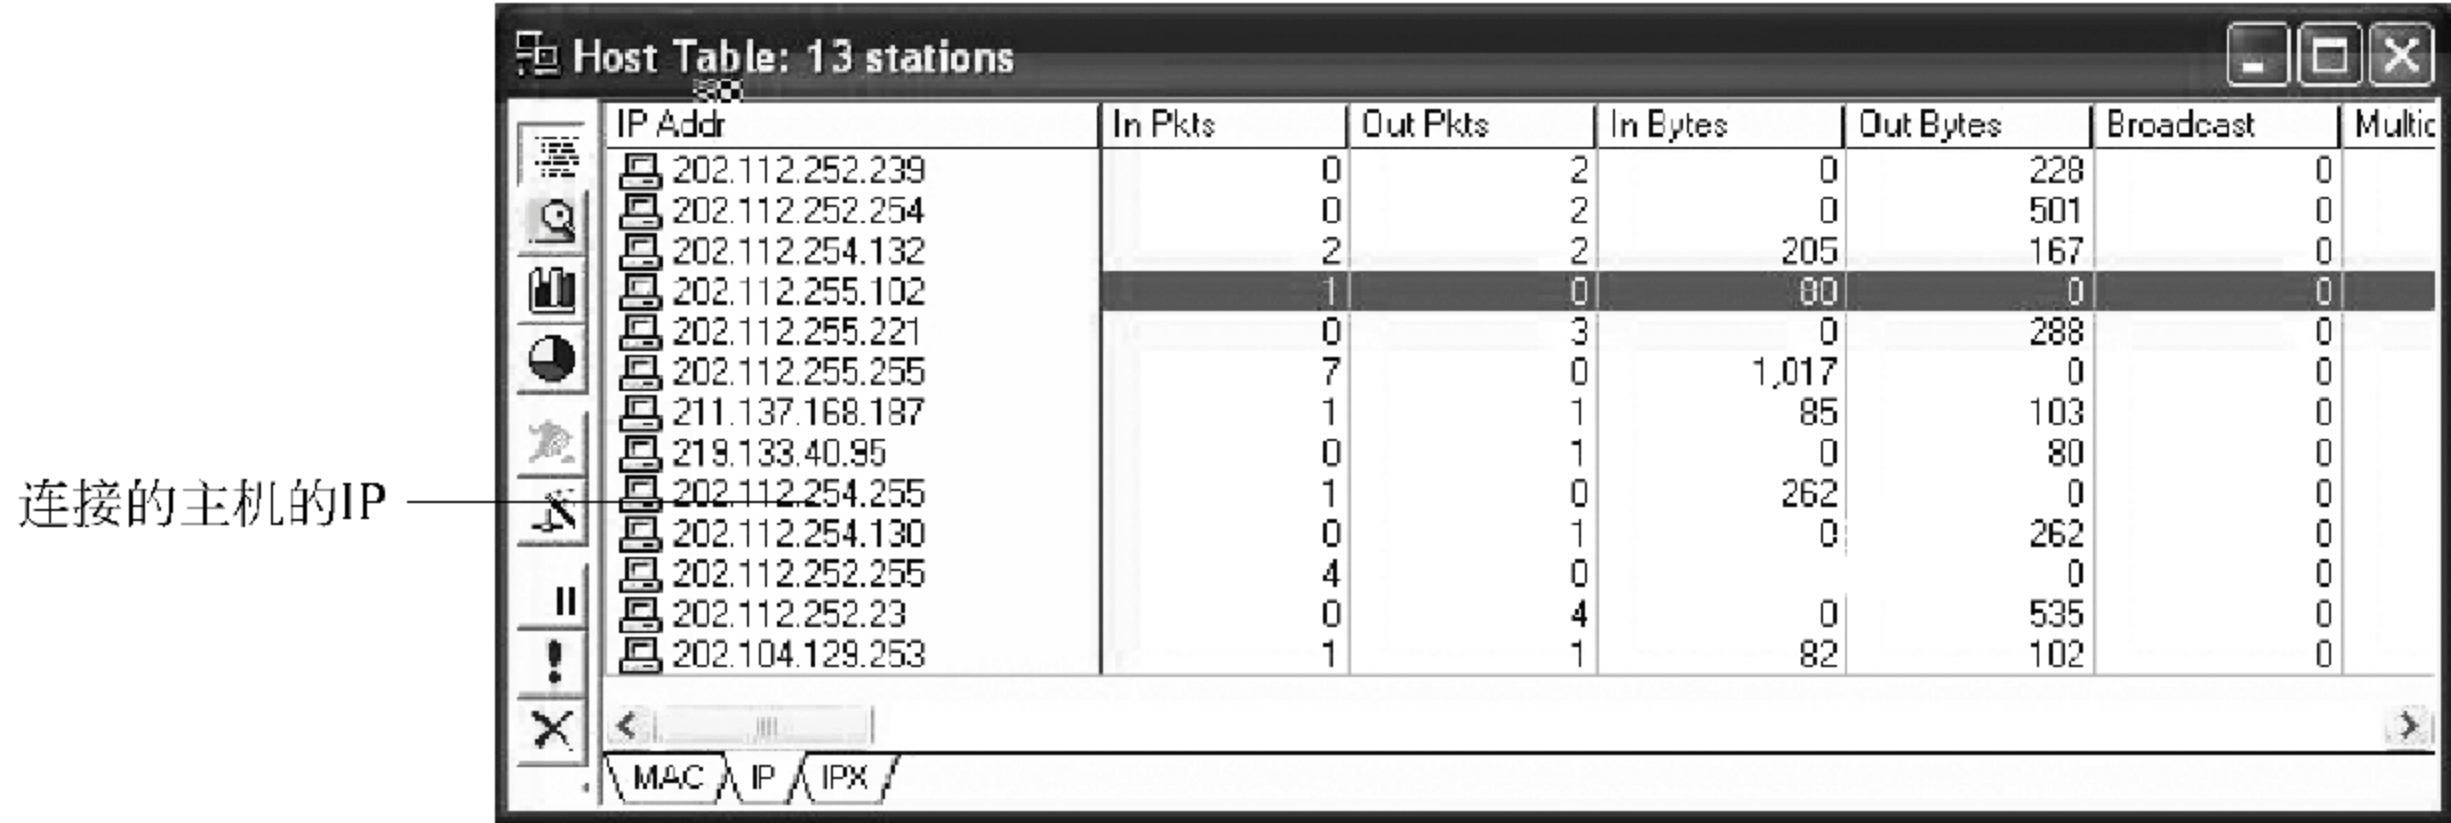 Host Table: 13 stations
IP Addr In Pkts Out Pkts In Bytes Out Bytes Broadcast Multic
202.112.252.239 0 2 0 228 0
202.112.252.254 0 2 0 501 0
202.112.254.132 2 2 205 167 0
202.112.255.102 1 0 80 0 0
202.112.255.221 0 3 0 288 0
202.112.255.255 7 0 1,017 0 0
211.137.168.187 1 1 85 103 0
219.133.40.95 0 1 0 80 0
连接的主机的IP
202.112.254.255 1 0 262 0 0
202.112.254.130 0 1 0 262 0
202.112.252.255 4 0 0 0
202.112.252.23 0 4 0 535 0
202.104.129.253 1 1 82 102 0
MAC IP IPX